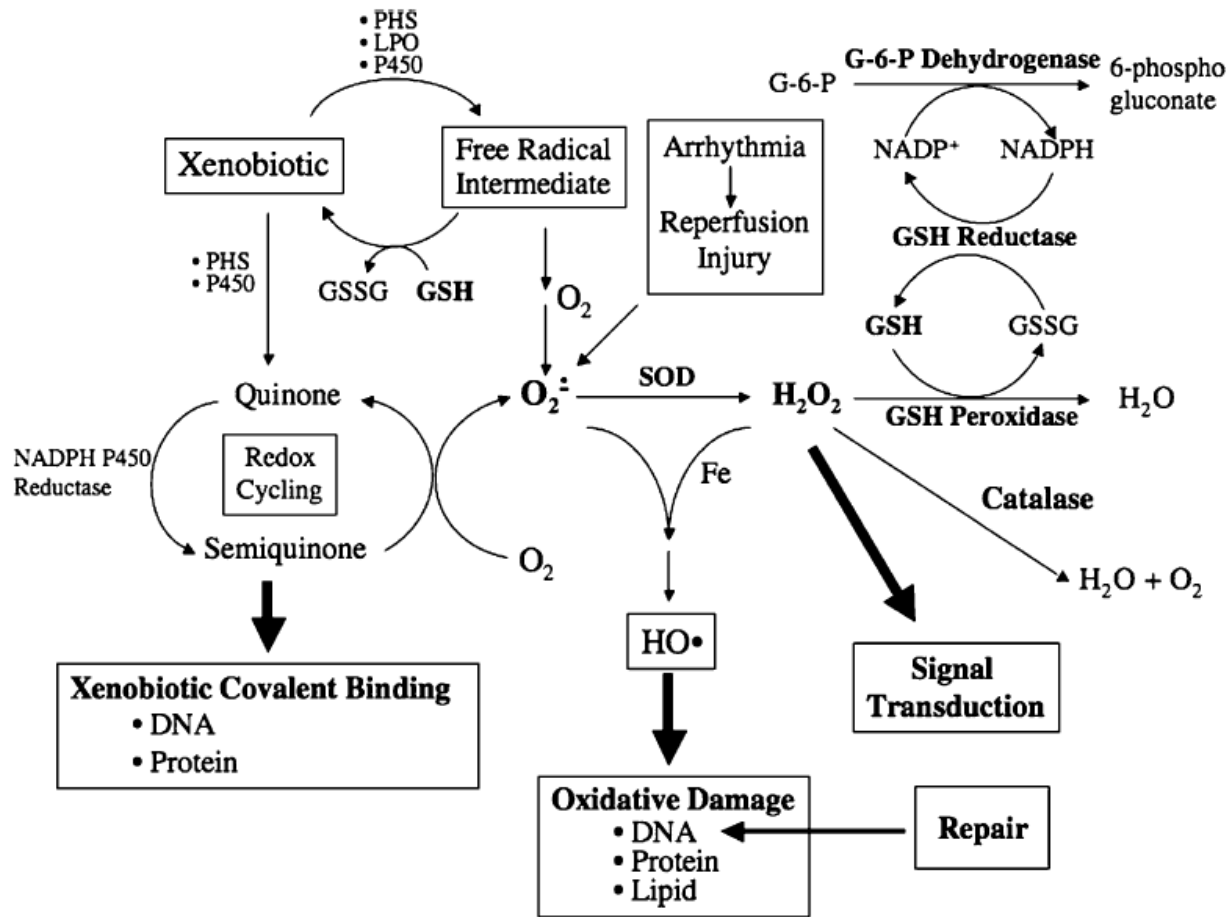 • PHS
• LPO
• P450
Xenobiotic
Free Radical
Intermediate
• PHS
• P450
GSSG
GSH
O₂
Arrhythmia
Reperfusion
Injury
G-6-P
G-6-P Dehydrogenase
6-phospho
gluconate
NADP⁺
NADPH
GSH Reductase
GSH
GSSG
Quinone
O₂•̲
SOD
H₂O₂
GSH Peroxidase
H₂O
NADPH P450
Reductase
Redox
Cycling
Semiquinone
O₂
Fe
Catalase
H₂O + O₂
HO•
Xenobiotic Covalent Binding
• DNA
• Protein
Signal
Transduction
Oxidative Damage
• DNA
• Protein
• Lipid
Repair